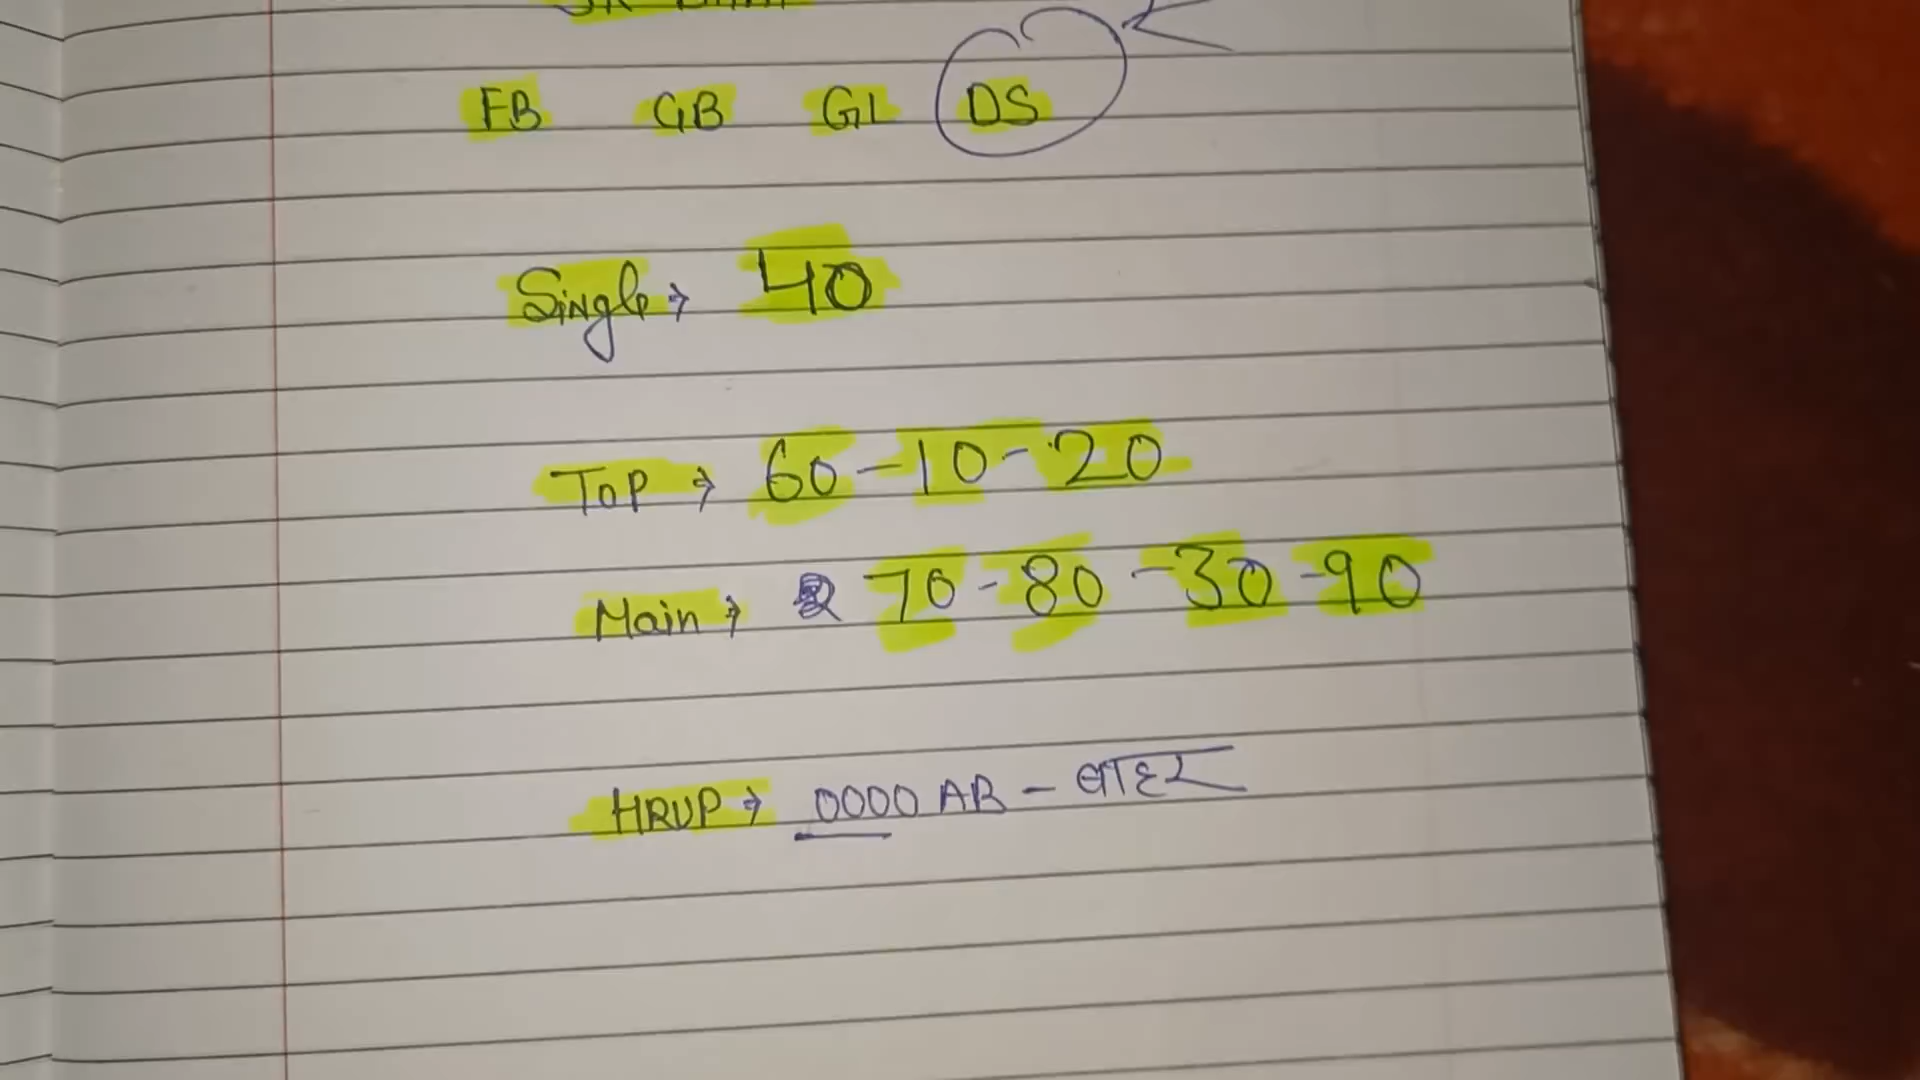 FB GB GL DS
Single → 40
Top → 60-10-20
Main → 70-80-30-90
HRUP → 0000 AB - बाहर